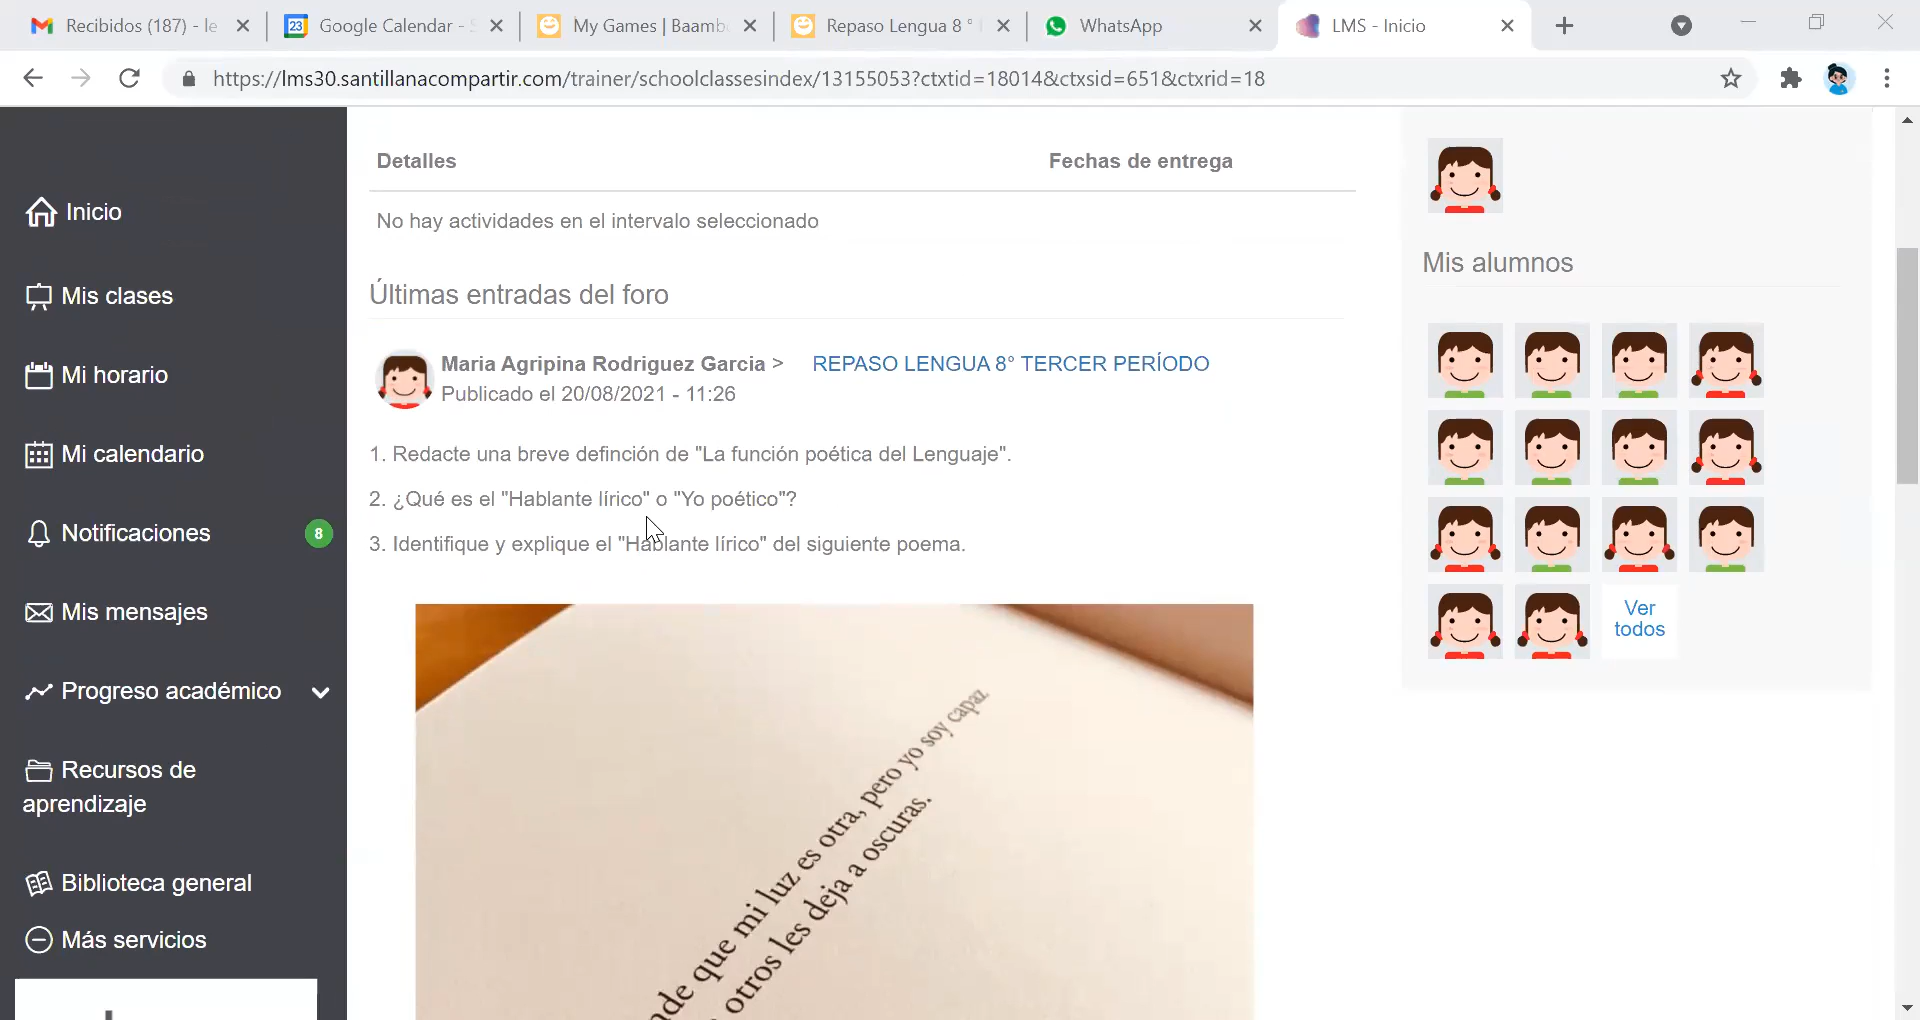 Recibidos (187) - le
Google Calendar - S
My Games | Baamb
Repaso Lengua 8 °
WhatsApp
LMS - Inicio
https://lms30.santillanacompartir.com/trainer/schoolclassesindex/13155053?ctxtid=18014&ctxsid=651&ctxrid=18
Inicio
Mis clases
Mi horario
Mi calendario
Notificaciones 8
Mis mensajes
Progreso académico
Recursos de
aprendizaje
Biblioteca general
Más servicios
Detalles Fechas de entrega
No hay actividades en el intervalo seleccionado
Últimas entradas del foro
Maria Agripina Rodriguez Garcia > REPASO LENGUA 8° TERCER PERÍODO
Publicado el 20/08/2021 - 11:26
1. Redacte una breve definción de "La función poética del Lenguaje".
2. ¿Qué es el "Hablante lírico" o "Yo poético"?
3. Identifique y explique el "Hablante lírico" del siguiente poema.
que mi luz es otra, pero yo soy capaz
otros les deja a oscuras.
Mis alumnos
Ver
todos